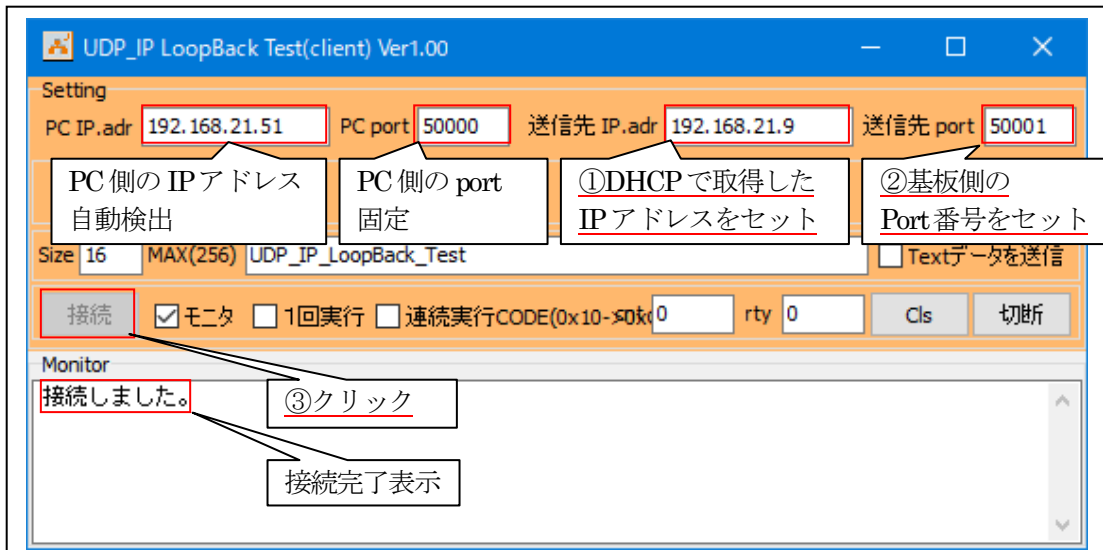 UDP_IP LoopBack Test(client) Ver1.00
Setting
PC IP.adr 192.168.21.51 PC port 50000 送信先 IP.adr 192.168.21.9 送信先 port 50001
PC側のIPアドレス
自動検出
PC側のport
固定
①DHCPで取得した
IPアドレスをセット
②基板側の
Port番号をセット
Size 16 MAX(256) UDP_IP_LoopBack_Test Textデータを送信
接続 モニタ 1回実行 連続実行CODE(0x10-> 0 rty 0 Cls 切断
Monitor
接続しました。
③クリック
接続完了表示